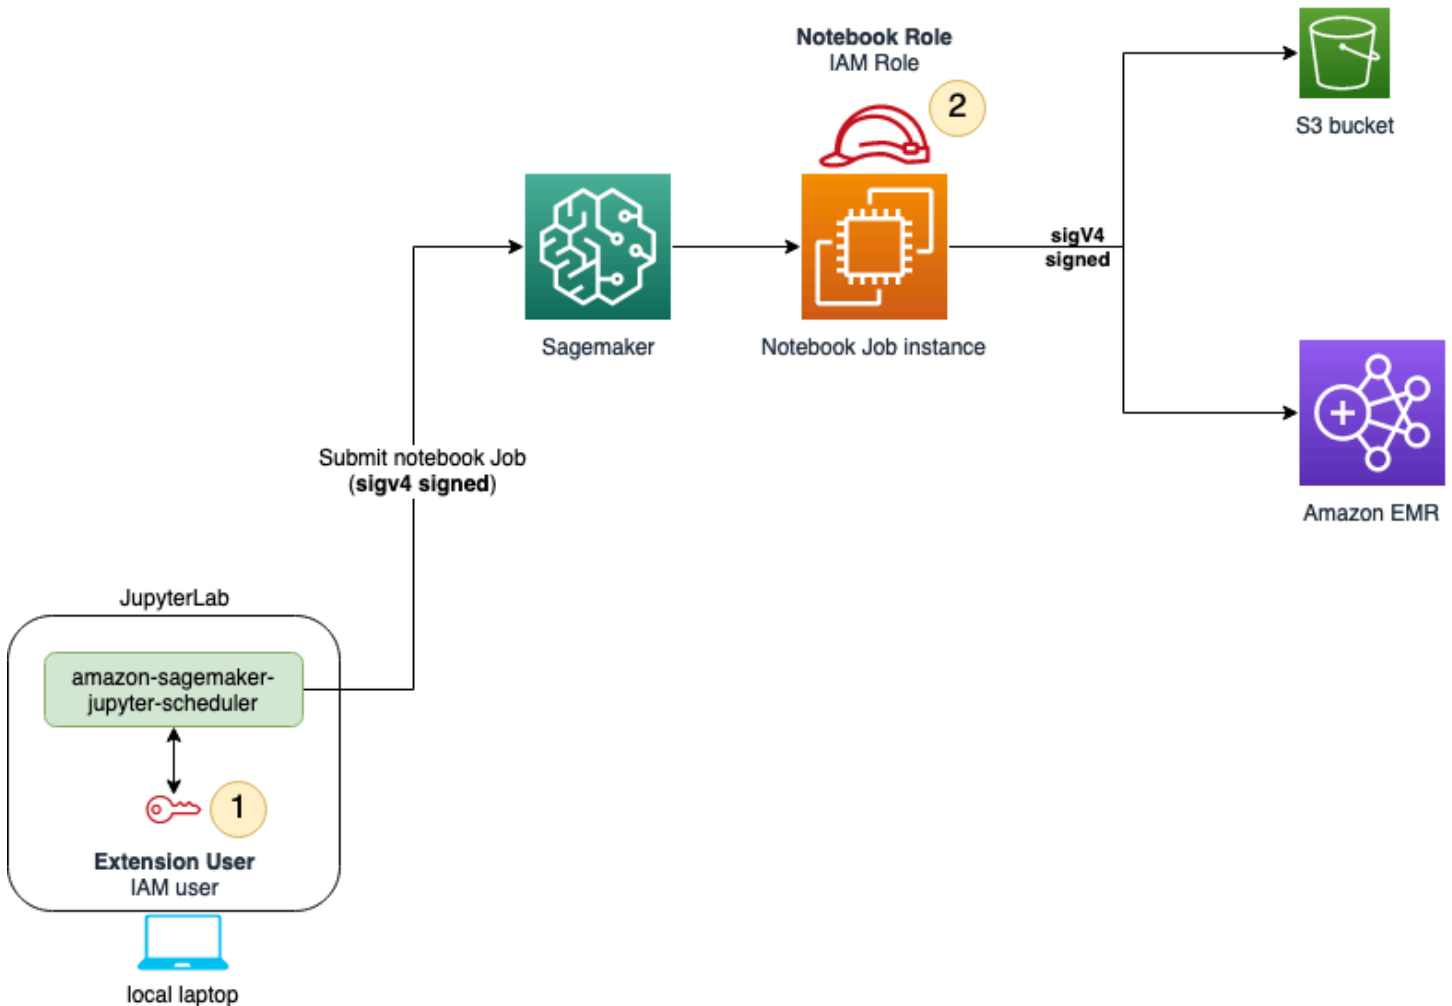 Notebook Role
IAM Role
2
S3 bucket
sigV4
signed
Sagemaker
Notebook Job instance
Submit notebook Job
(sigv4 signed)
Amazon EMR
JupyterLab
amazon-sagemaker-
jupyter-scheduler
1
Extension User
IAM user
local laptop